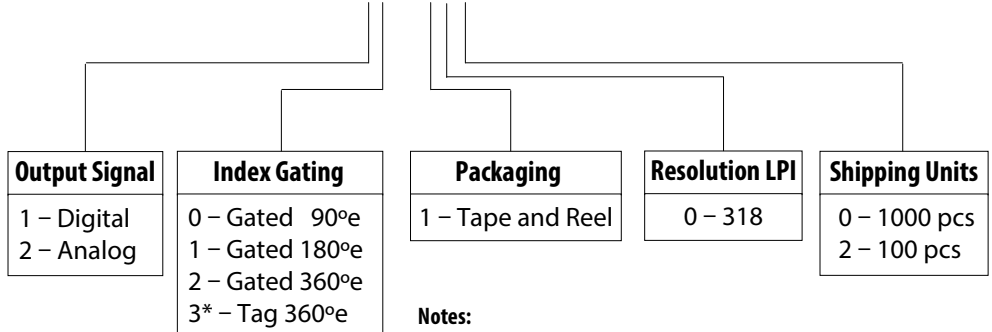 Output Signal
1 – Digital
2 – Analog
Index Gating
0 – Gated 90ºe
1 – Gated 180ºe
2 – Gated 360ºe
3* – Tag 360ºe
Packaging
1 – Tape and Reel
Resolution LPI
0 – 318
Shipping Units
0 – 1000 pcs
2 – 100 pcs
Notes: